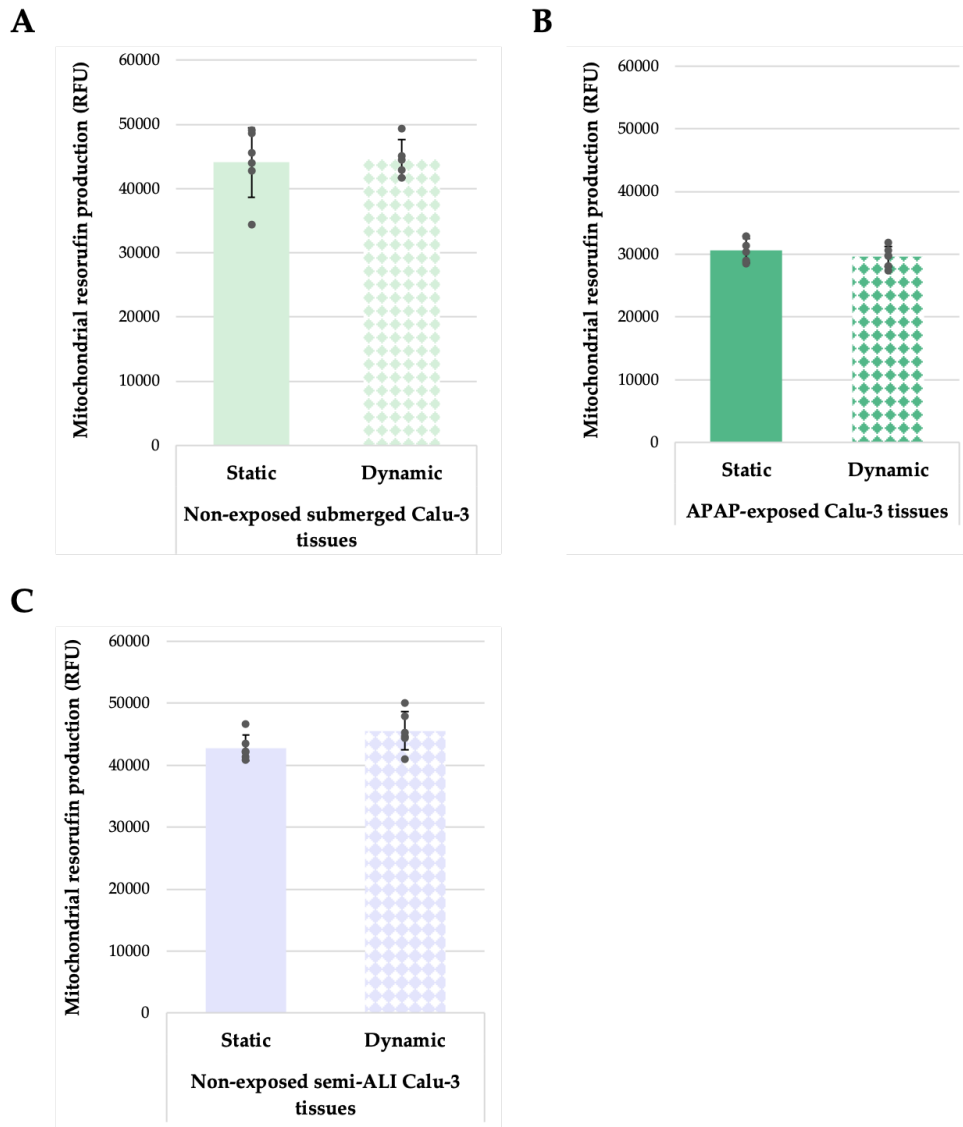 A
Mitochondrial resorufin production (RFU)
60000
50000
40000
30000
20000
10000
0
Static Dynamic
Non-exposed submerged Calu-3
tissues
B
Mitochondrial resorufin production (RFU)
60000
50000
40000
30000
20000
10000
0
Static Dynamic
APAP-exposed Calu-3 tissues
C
Mitochondrial resorufin production (RFU)
60000
50000
40000
30000
20000
10000
0
Static Dynamic
Non-exposed semi-ALI Calu-3
tissues